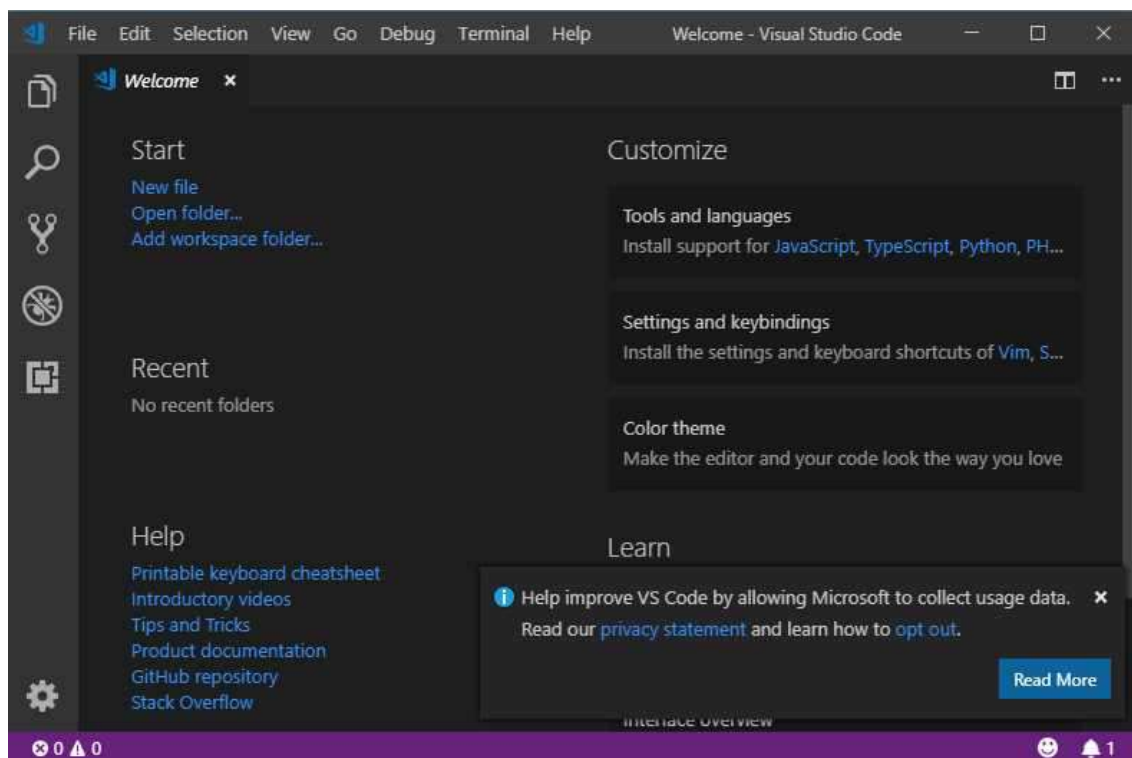 File Edit Selection View Go Debug Terminal Help Welcome - Visual Studio Code
Welcome
Start
New file
Open folder...
Add workspace folder...
Recent
No recent folders
Help
Printable keyboard cheatsheet
Introductory videos
Tips and Tricks
Product documentation
GitHub repository
Stack Overflow
Customize
Tools and languages
Install support for JavaScript, TypeScript, Python, PH...
Settings and keybindings
Install the settings and keyboard shortcuts of Vim, S...
Color theme
Make the editor and your code look the way you love
Learn
Help improve VS Code by allowing Microsoft to collect usage data.
Read our privacy statement and learn how to opt out.
Read More
Interface overview
0 0
1